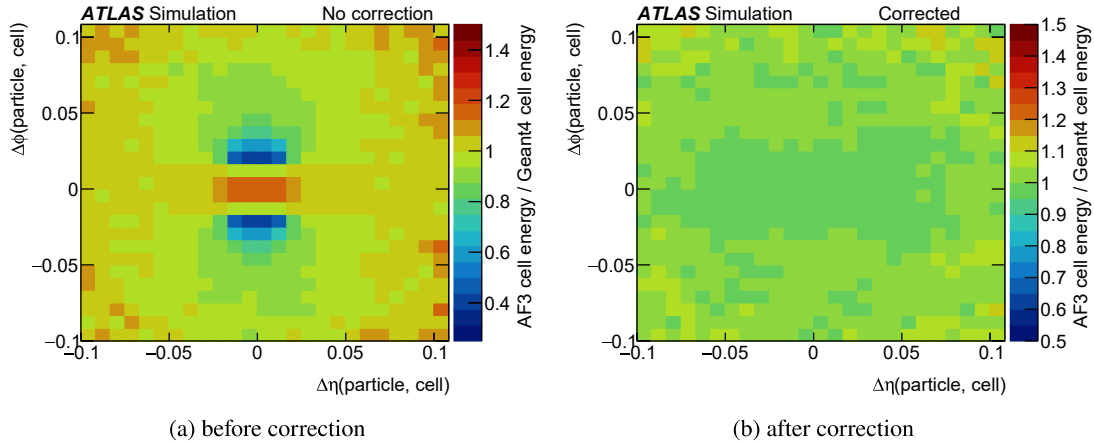 ATLAS Simulation No correction
0.1
0.05
0
−0.05
−0.1
−0.1 −0.05 0 0.05 0.1
Δη(particle, cell)
Δϕ(particle, cell)
1.4
1.2
1
0.8
0.6
0.4
AF3 cell energy / Geant4 cell energy
(a) before correction
ATLAS Simulation Corrected
0.1
0.05
0
−0.05
−0.1
−0.1 −0.05 0 0.05 0.1
Δη(particle, cell)
Δϕ(particle, cell)
1.5
1.4
1.3
1.2
1.1
1
0.9
0.8
0.7
0.6
0.5
AF3 cell energy / Geant4 cell energy
(b) after correction